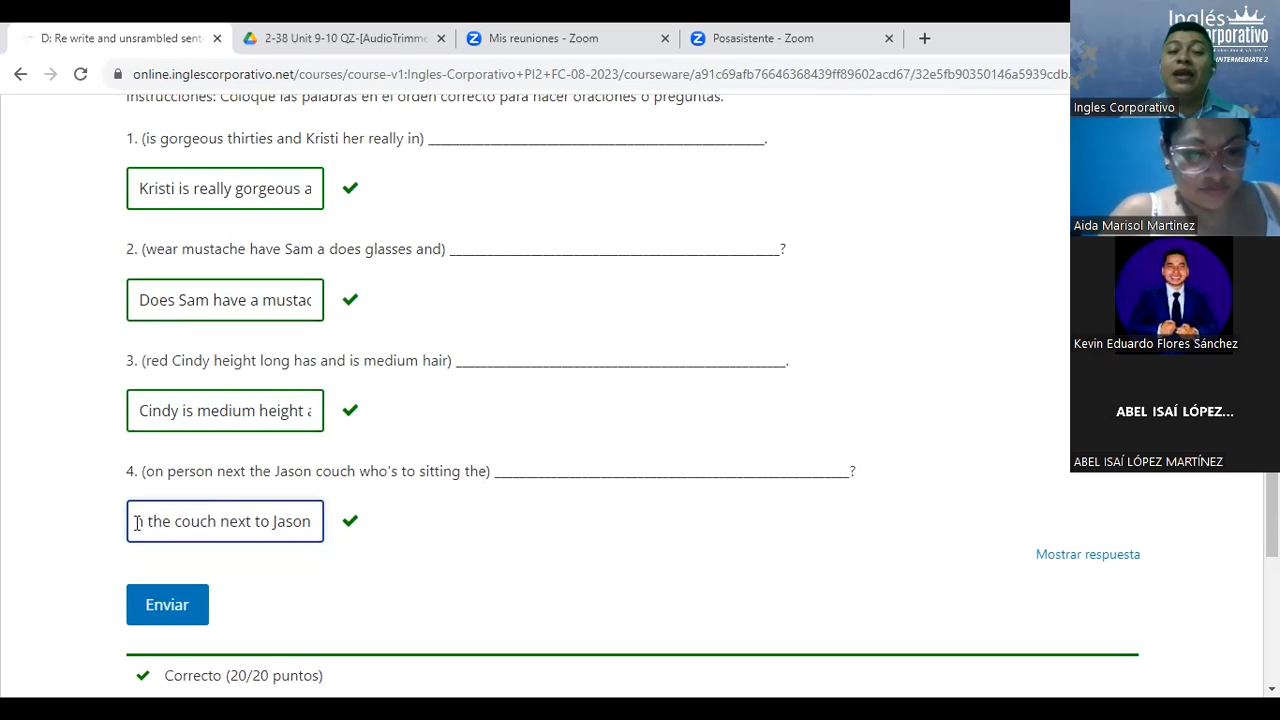 D: Re write and unsrambled sent
2-38 Unit 9-10 QZ-[AudioTrimme
Mis reuniones - Zoom
Posasistente - Zoom
online.inglescorporativo.net/courses/course-v1:Ingles-Corporativo+PI2+FC-08-2023/courseware/a91c69afb76646368439ff89602acd67/32e5fb90350146a5939cdb
Instrucciones: Coloque las palabras en el orden correcto para hacer oraciones o preguntas.
1. (is gorgeous thirties and Kristi her really in) ______________________________________________.
Kristi is really gorgeous a
2. (wear mustache have Sam a does glasses and) _____________________________________________?
Does Sam have a mustac
3. (red Cindy height long has and is medium hair) _____________________________________________.
Cindy is medium height a
4. (on person next the Jason couch who's to sitting the) ________________________________________________?
n the couch next to Jason
Mostrar respuesta
Enviar
Correcto (20/20 puntos)
Inglés
Corporativo
INTERMEDIATE 2
Ingles Corporativo
Aida Marisol Martinez
Kevin Eduardo Flores Sánchez
ABEL ISAÍ LÓPEZ...
ABEL ISAÍ LÓPEZ MARTÍNEZ